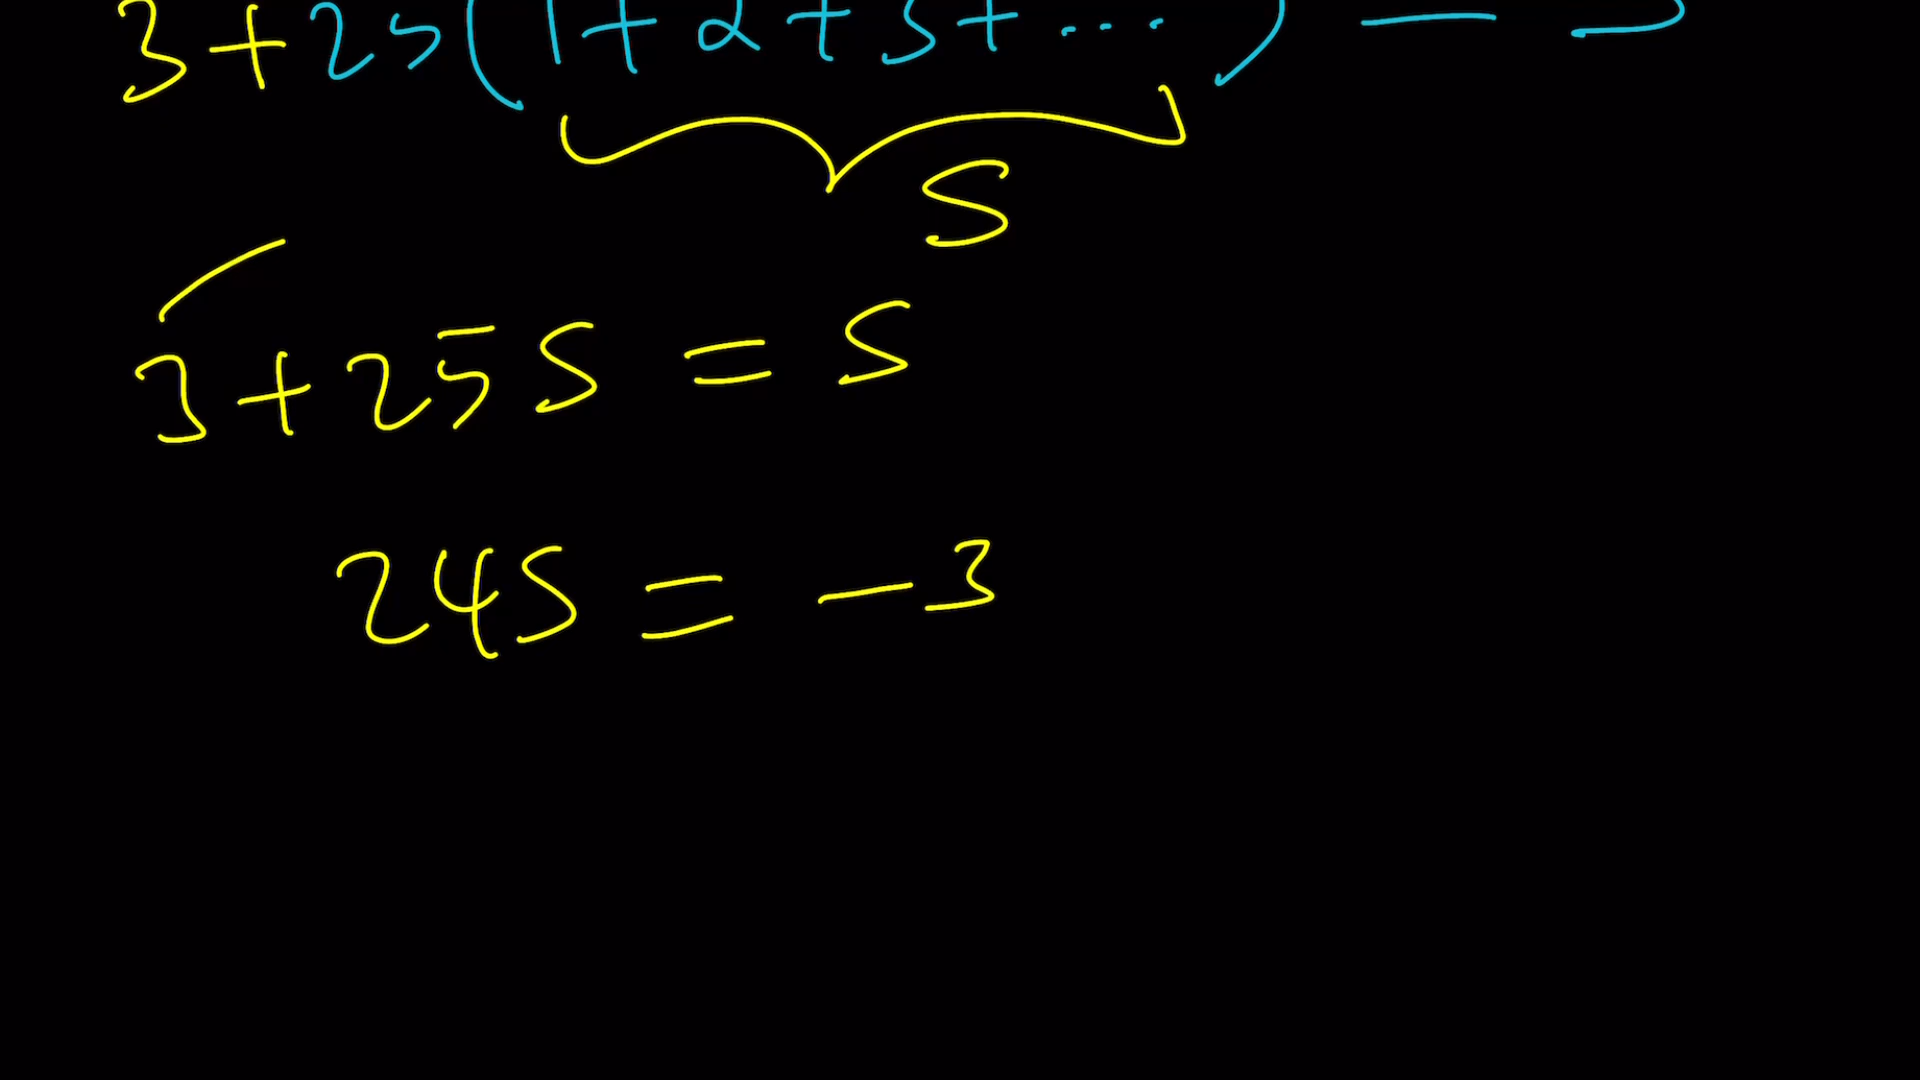 3+25(1+2+3+...) = S
S
3+25S = S
24S = -3